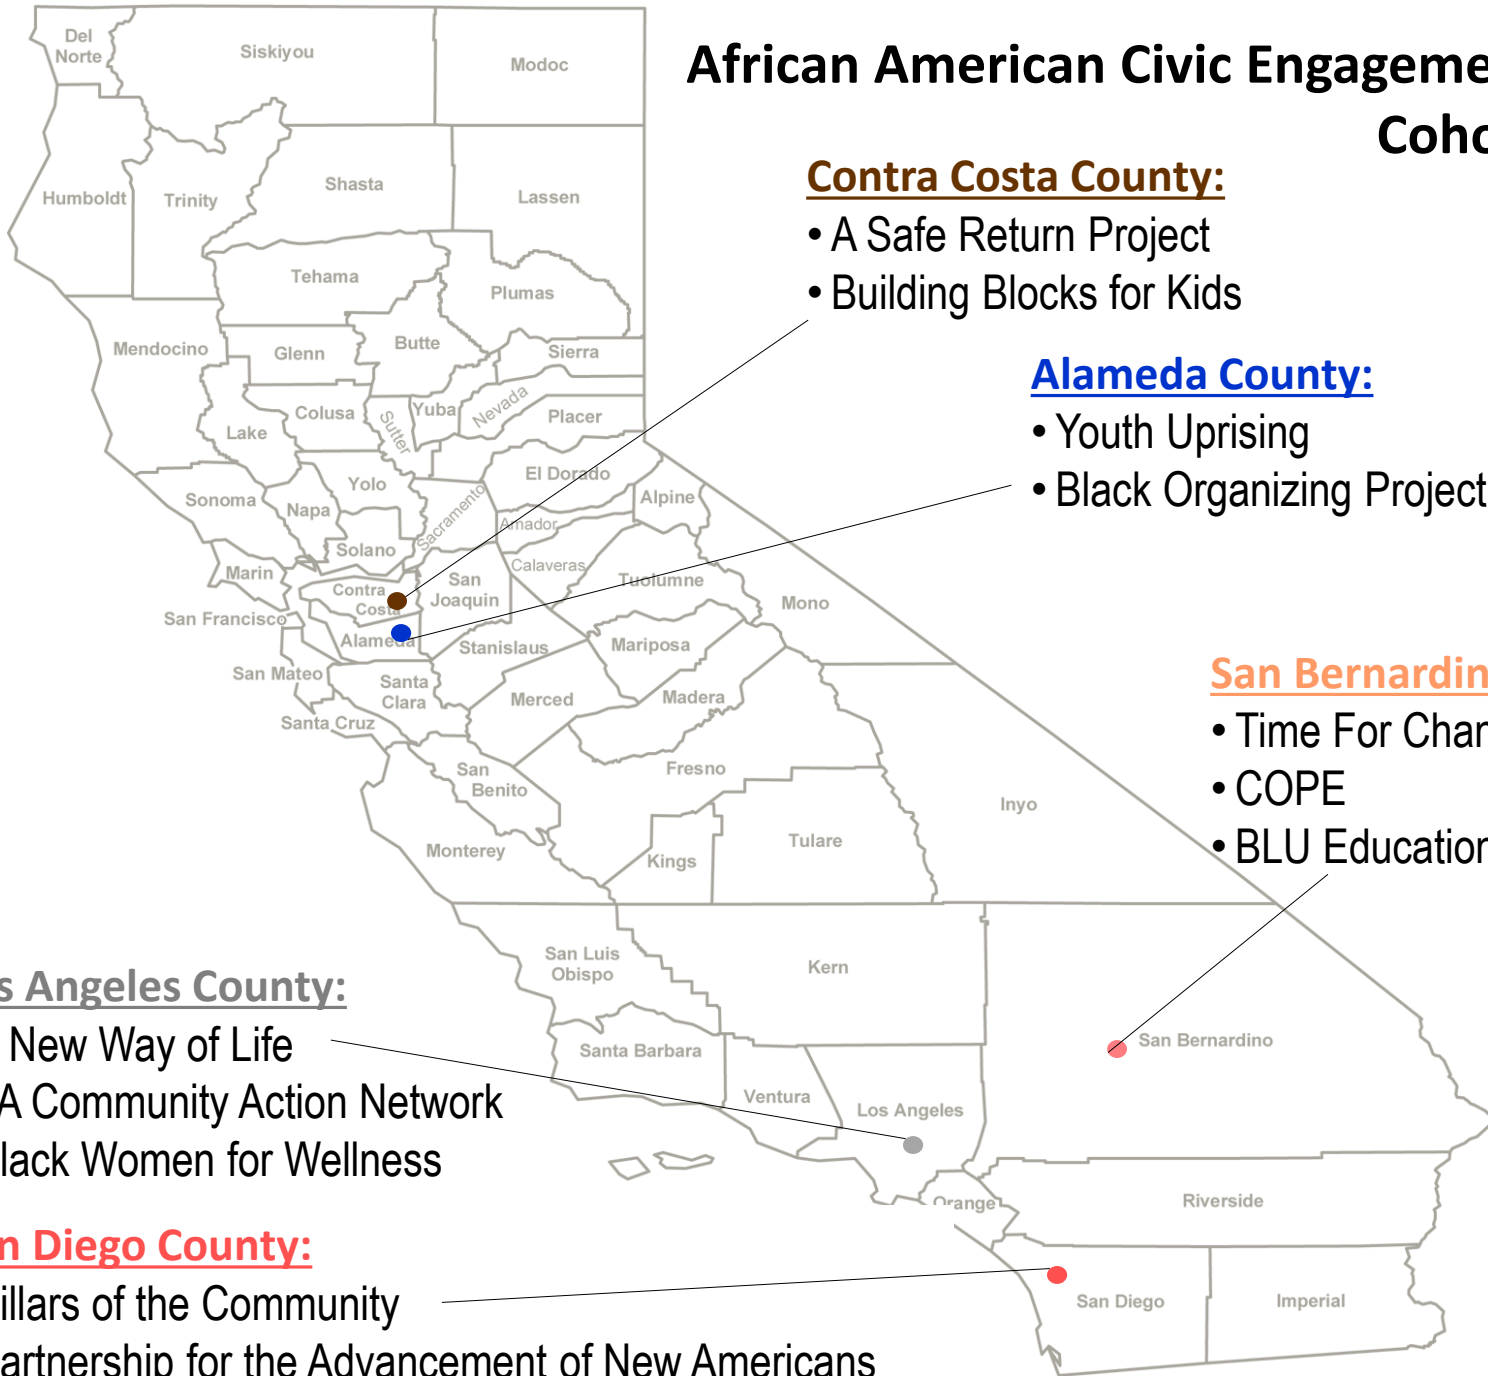 African American Civic Engageme
Coho
Contra Costa County:
• A Safe Return Project
• Building Blocks for Kids
Alameda County:
• Youth Uprising
• Black Organizing Project
San Bernardin
• Time For Chan
• COPE
• BLU Education
s Angeles County:
New Way of Life
A Community Action Network
lack Women for Wellness
n Diego County:
illars of the Community
artnership for the Advancement of New Americans
Del
Norte
Siskiyou
Modoc
Humboldt
Trinity
Shasta
Lassen
Tehama
Plumas
Mendocino
Glenn
Butte
Sierra
Lake
Colusa
Sutter
Yuba
Nevada
Placer
El Dorado
Sonoma
Napa
Yolo
Sacramento
Amador
Alpine
Solano
Marin
Contra
Costa
San
Joaquin
Calaveras
Tuolumne
Mono
San Francisco
Alameda
Stanislaus
Mariposa
San Mateo
Santa
Clara
Merced
Madera
Santa Cruz
San
Benito
Fresno
Inyo
Monterey
Kings
Tulare
San Luis
Obispo
Kern
Santa Barbara
San Bernardino
Ventura
Los Angeles
Orange
Riverside
San Diego
Imperial